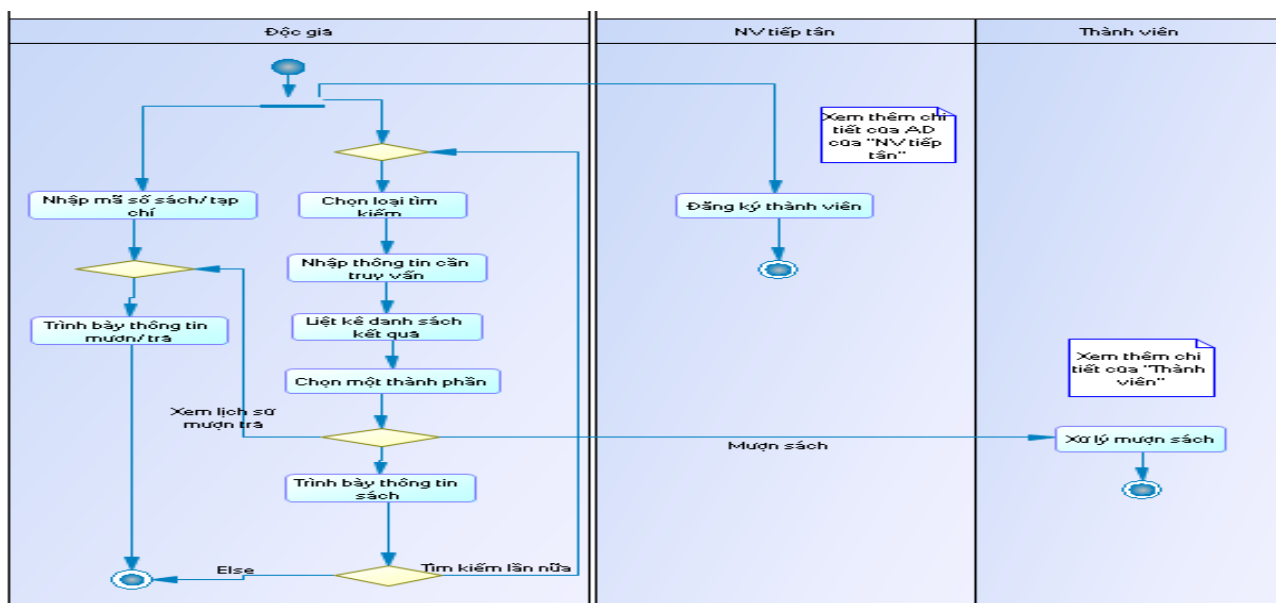 Độc giả
NV tiếp tân
Thành viên
Xem thêm chi
tiết của AD
của "NV tiếp
tân"
Nhập mã số sách/ tạp
chí
Chọn loại tìm
kiếm
Đăng ký thành viên
Nhập thông tin cần
truy vấn
Trình bày thông tin
mượn/ trả
Liệt kê danh sách
kết quả
Xem thêm chi
tiết của "Thành
viên"
Chọn một thành phần
Xem lịch sử
mượn trả
Mượn sách
Xử lý mượn sách
Trình bày thông tin
sách
Else
Tìm kiếm lần nữa